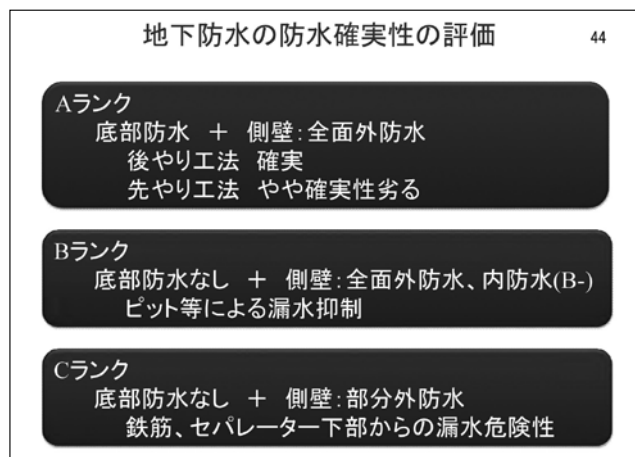 地下防水の防水確実性の評価
44
Aランク
底部防水 ＋ 側壁：全面外防水
後やり工法 確実
先やり工法 やや確実性劣る
Bランク
底部防水なし ＋ 側壁：全面外防水、内防水(B-)
ピット等による漏水抑制
Cランク
底部防水なし ＋ 側壁：部分外防水
鉄筋、セパレーター下部からの漏水危険性